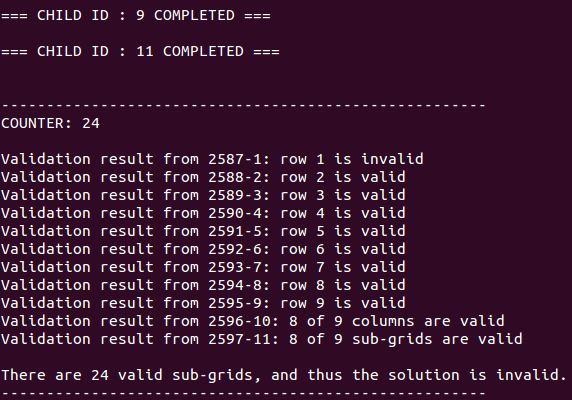 === CHILD ID : 9 COMPLETED ===
=== CHILD ID : 11 COMPLETED ===
------------------------------------------------------
COUNTER: 24
Validation result from 2587-1: row 1 is invalid
Validation result from 2588-2: row 2 is valid
Validation result from 2589-3: row 3 is valid
Validation result from 2590-4: row 4 is valid
Validation result from 2591-5: row 5 is valid
Validation result from 2592-6: row 6 is valid
Validation result from 2593-7: row 7 is valid
Validation result from 2594-8: row 8 is valid
Validation result from 2595-9: row 9 is valid
Validation result from 2596-10: 8 of 9 columns are valid
Validation result from 2597-11: 8 of 9 sub-grids are valid
There are 24 valid sub-grids, and thus the solution is invalid.
------------------------------------------------------